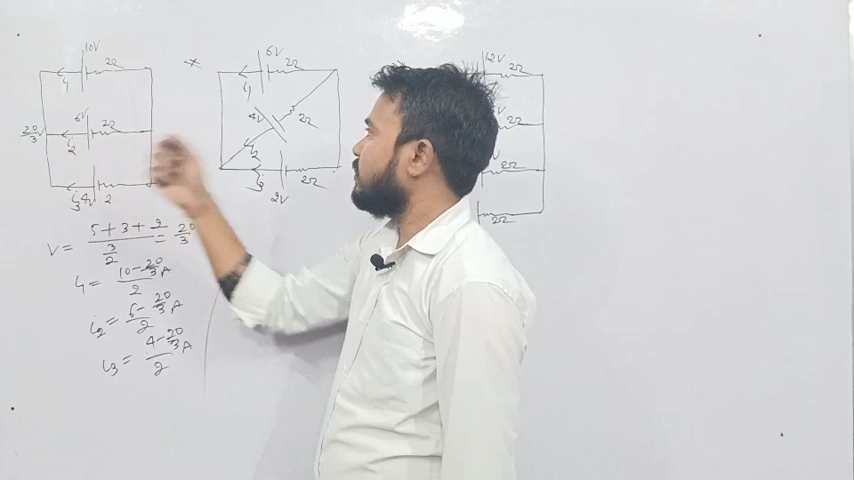 10V
2Ω
i1
6V
2Ω
20/3 V
i2
i3
4V
2
*
6V
2Ω
i1
4V
2Ω
i2
i3
2V
2Ω
12V
2Ω
V
2Ω
V
2Ω
2Ω
V = (5+3+2)/(3/2) = 20/3
i1 = (10-20/3)/2 A
i2 = (6-20/3)/2 A
i3 = (4-20/3)/2 A